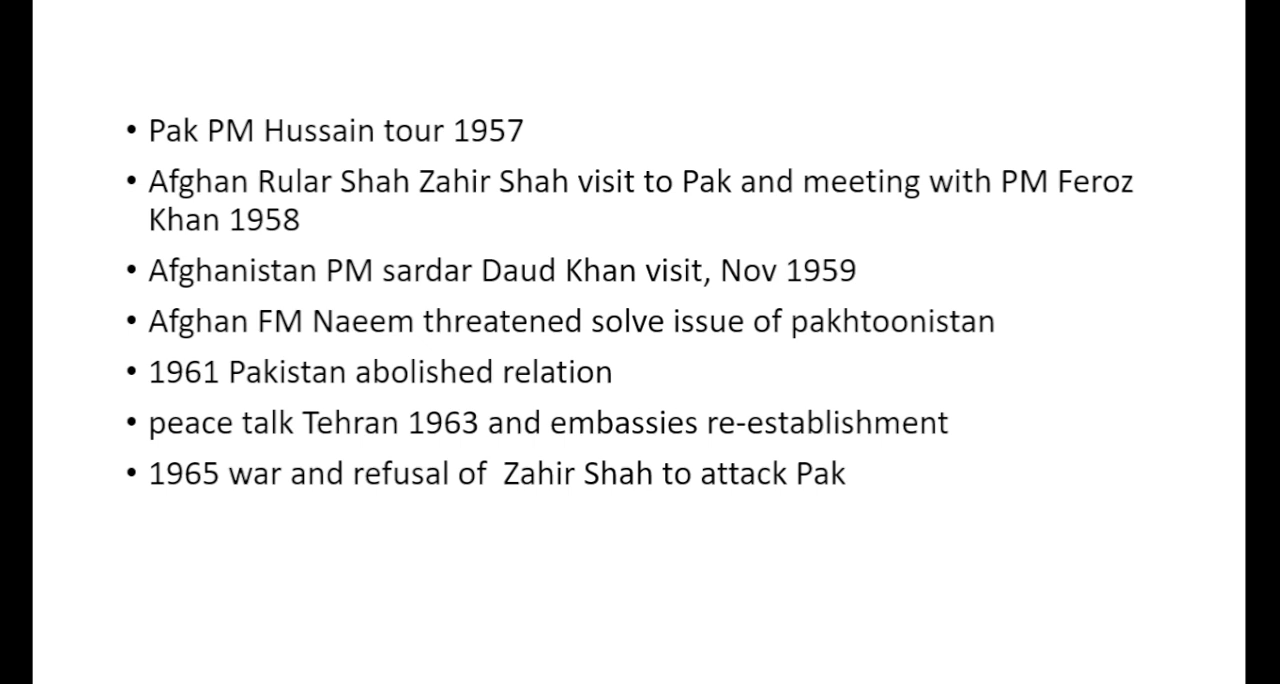 • Pak PM Hussain tour 1957
• Afghan Rular Shah Zahir Shah visit to Pak and meeting with PM Feroz
Khan 1958
• Afghanistan PM sardar Daud Khan visit, Nov 1959
• Afghan FM Naeem threatened solve issue of pakhtoonistan
• 1961 Pakistan abolished relation
• peace talk Tehran 1963 and embassies re-establishment
• 1965 war and refusal of  Zahir Shah to attack Pak